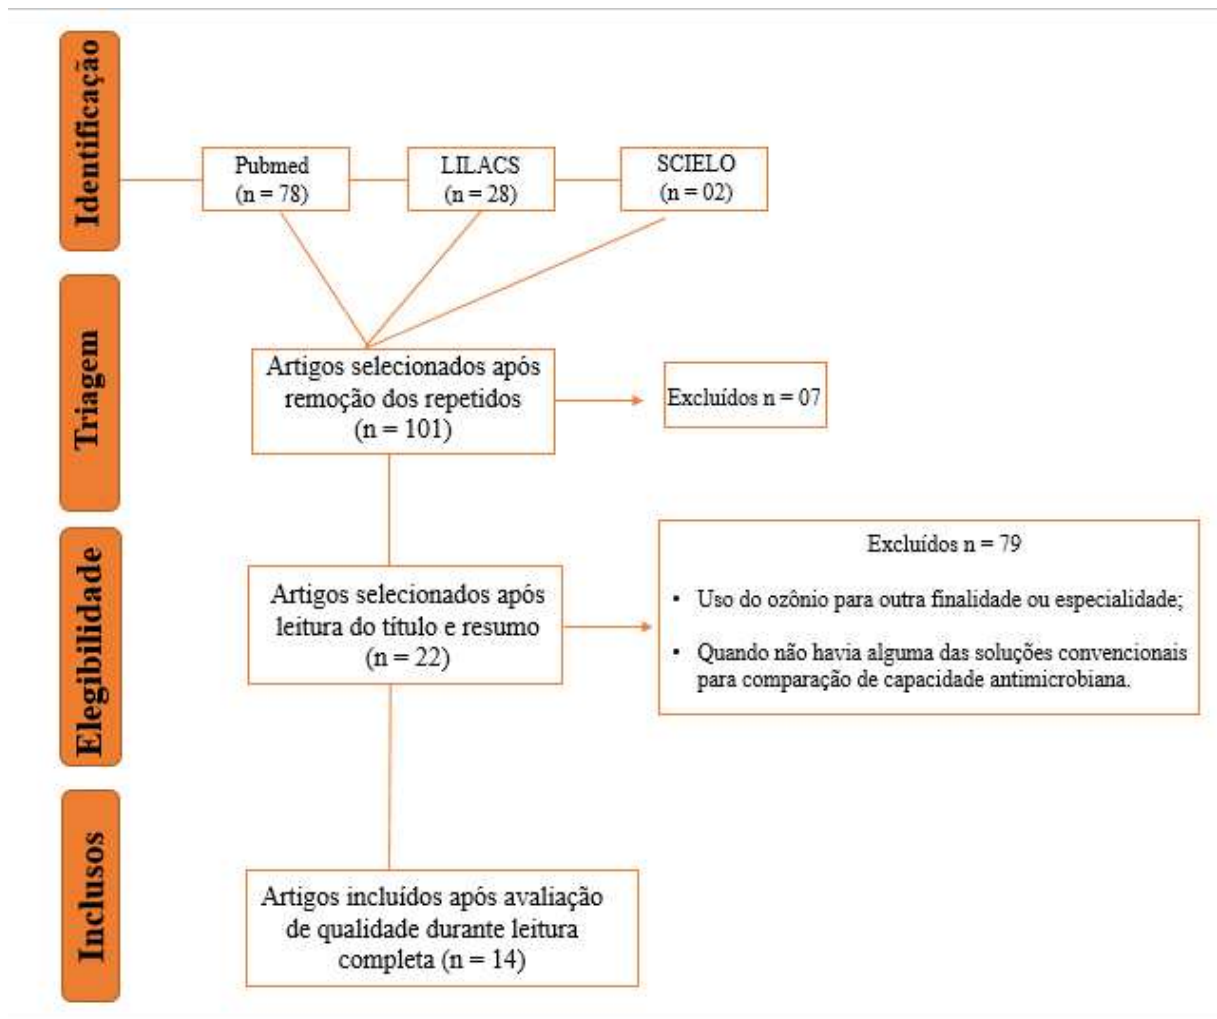 Identificação
Pubmed
(n = 78)
LILACS
(n = 28)
SCIELO
(n = 02)
Triagem
Artigos selecionados após
remoção dos repetidos
(n = 101)
Excluídos n = 07
Elegibilidade
Artigos selecionados após
leitura do título e resumo
(n = 22)
Excluídos n = 79
• Uso do ozônio para outra finalidade ou especialidade;
• Quando não havia alguma das soluções convencionais
para comparação de capacidade antimicrobiana.
Inclusos
Artigos incluídos após avaliação
de qualidade durante leitura
completa (n = 14)